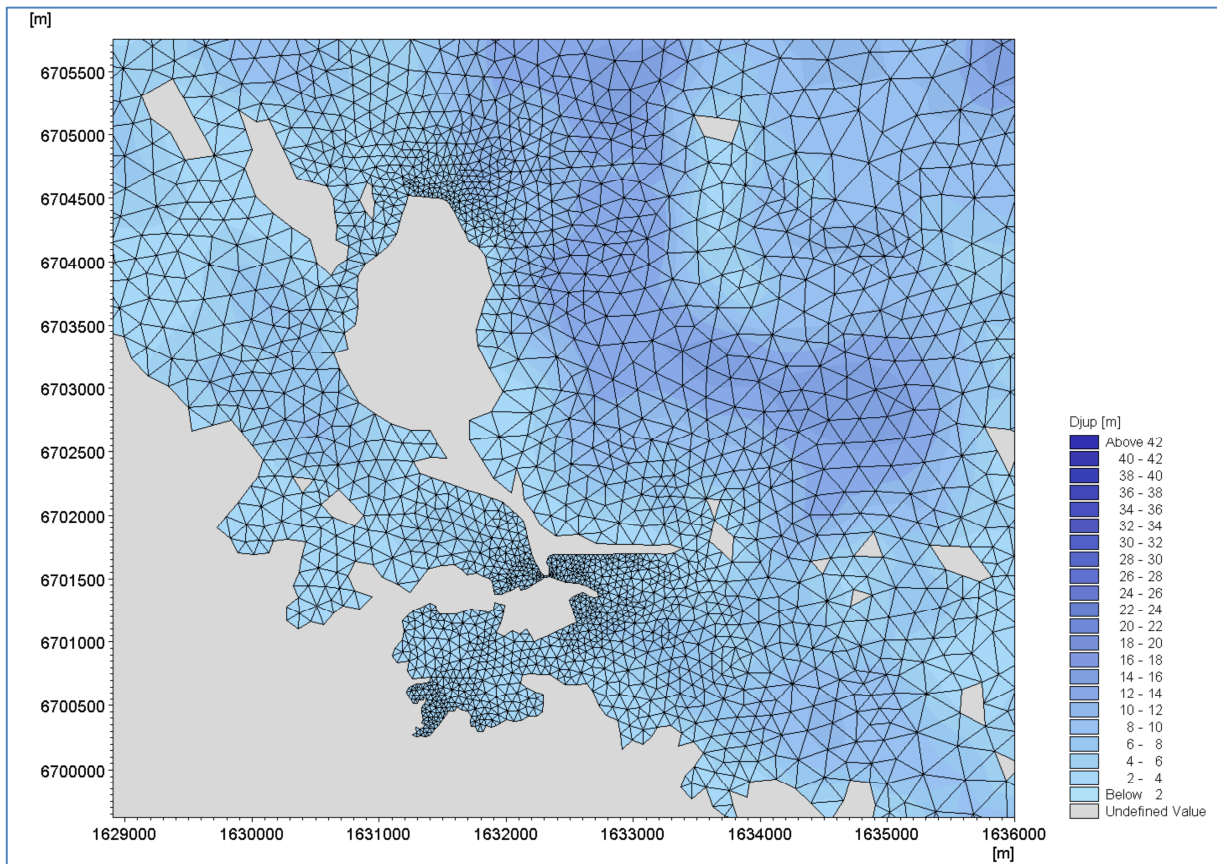 [m]
6705500
6705000
6704500
6704000
6703500
6703000
6702500
6702000
6701500
6701000
6700500
6700000
1629000 1630000 1631000 1632000 1633000 1634000 1635000 1636000
[m]
Djup [m]
Above 42
40 - 42
38 - 40
36 - 38
34 - 36
32 - 34
30 - 32
28 - 30
26 - 28
24 - 26
22 - 24
20 - 22
18 - 20
16 - 18
14 - 16
12 - 14
10 - 12
8 - 10
6 - 8
4 - 6
2 - 4
Below 2
Undefined Value